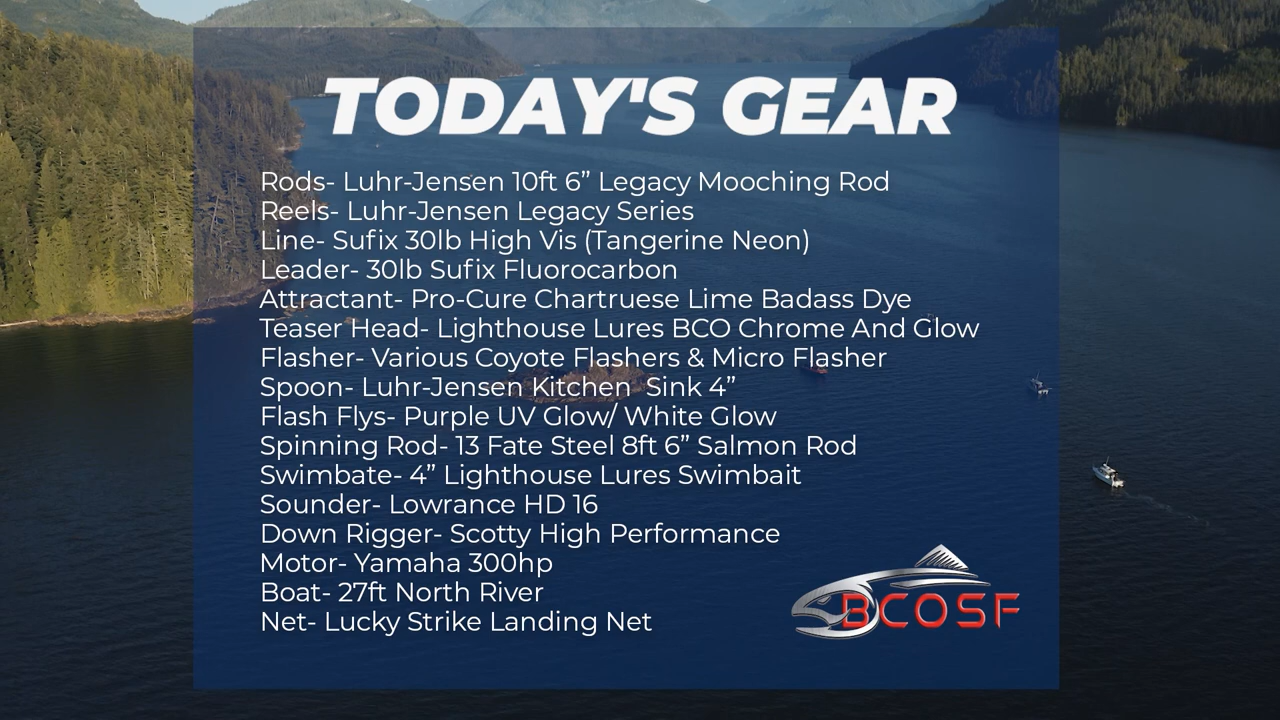 TODAY'S GEAR
Rods- Luhr-Jensen 10ft 6” Legacy Mooching Rod
Reels- Luhr-Jensen Legacy Series
Line- Sufix 30lb High Vis (Tangerine Neon)
Leader- 30lb Sufix Fluorocarbon
Attractant- Pro-Cure Chartruese Lime Badass Dye
Teaser Head- Lighthouse Lures BCO Chrome And Glow
Flasher- Various Coyote Flashers & Micro Flasher
Spoon- Luhr-Jensen Kitchen  Sink 4”
Flash Flys- Purple UV Glow/ White Glow
Spinning Rod- 13 Fate Steel 8ft 6” Salmon Rod
Swimbate- 4” Lighthouse Lures Swimbait
Sounder- Lowrance HD 16
Down Rigger- Scotty High Performance
Motor- Yamaha 300hp
Boat- 27ft North River
Net- Lucky Strike Landing Net
BCOSF